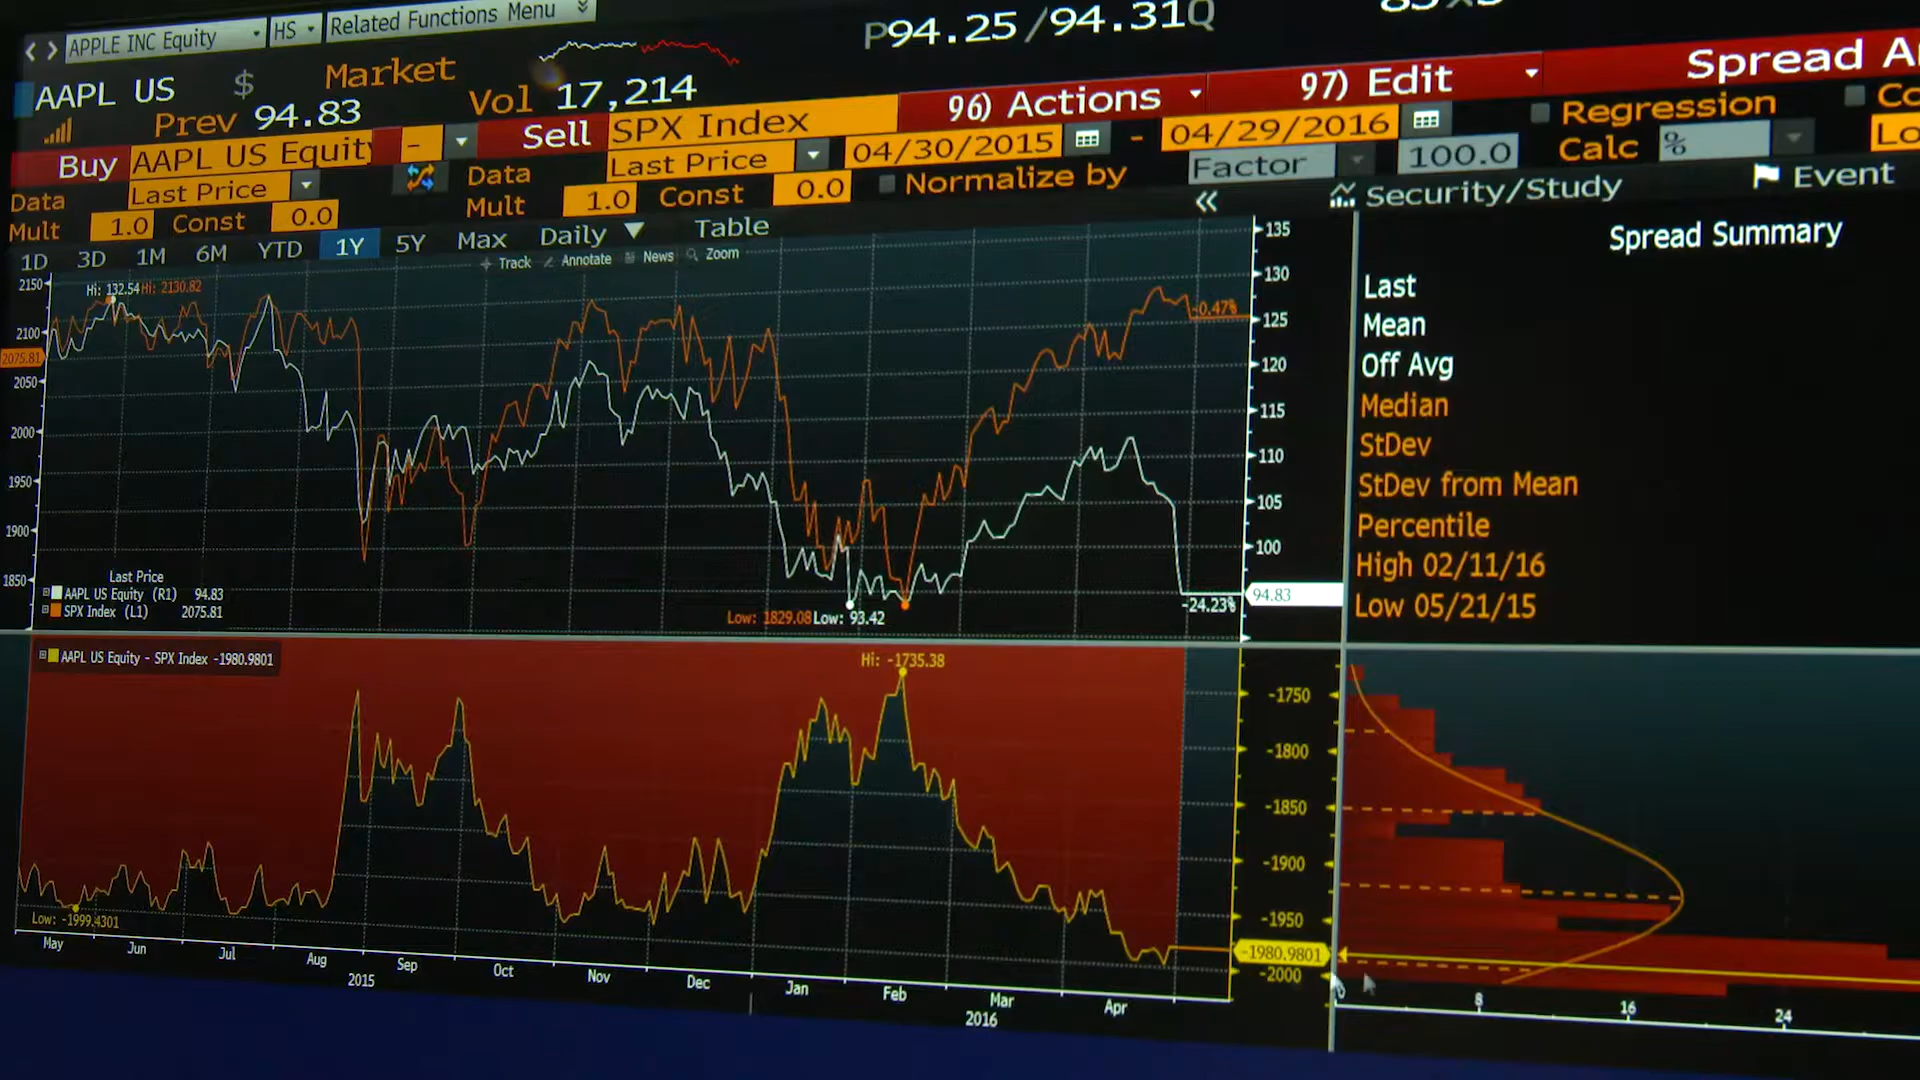 APPLE INC Equity HS Related Functions Menu
P94.25/94.31Q
AAPL US $ Market
Prev 94.83 Vol 17,214
96) Actions 97) Edit Spread
Buy AAPL US Equity - Sell SPX Index 04/30/2015 - 04/29/2016 Regression
Data Last Price Data Last Price Normalize by Factor 100.0 Calc %
Mult 1.0 Const 0.0 Mult 1.0 Const 0.0
1D 3D 1M 6M YTD 1Y 5Y Max Daily Table
Security/Study Event
Track Annotate News Zoom
Hi: 132.54 Hi: 2130.82
2150
2100
2075.81
2050
2000
1950
1900
1850
135
130
-0.47%
125
120
115
110
105
100
94.83
-24.23%
Last Price
AAPL US Equity (R1) 94.83
SPX Index (L1) 2075.81
Low: 1829.08 Low: 93.42
Spread Summary
Last
Mean
Off Avg
Median
StDev
StDev from Mean
Percentile
High 02/11/16
Low 05/21/15
AAPL US Equity - SPX Index -1980.9801
Hi: -1735.38
Low: -1999.4301
-1750
-1800
-1850
-1900
-1950
-1980.9801
-2000
May Jun Jul Aug Sep Oct Nov Dec Jan Feb Mar Apr
2015 2016
0 8 16 24